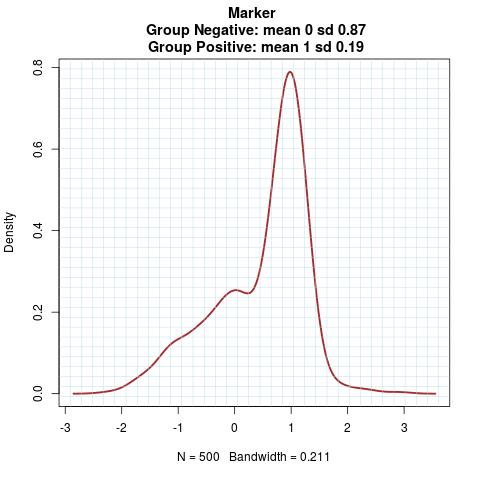 Marker
Group Negative: mean 0 sd 0.87
Group Positive: mean 1 sd 0.19
Density
0.8
0.6
0.4
0.2
0.0
-3 -2 -1 0 1 2 3
N = 500 Bandwidth = 0.211